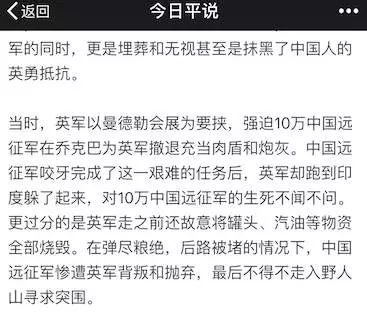 返回
今日平说
军的同时，更是埋葬和无视甚至是抹黑了中国人的
英勇抵抗。
当时，英军以曼德勒会展为要挟，强迫10万中国远
征军在乔克巴为英军撤退充当肉盾和炮灰。中国远
征军咬牙完成了这一艰难的任务后，英军却跑到印
度躲了起来，对10万中国远征军的生死不闻不问。
更过分的是英军走之前还故意将罐头、汽油等物资
全部烧毁。在弹尽粮绝，后路被堵的情况下，中国
远征军惨遭英军背叛和抛弃，最后不得不走入野人
山寻求突围。